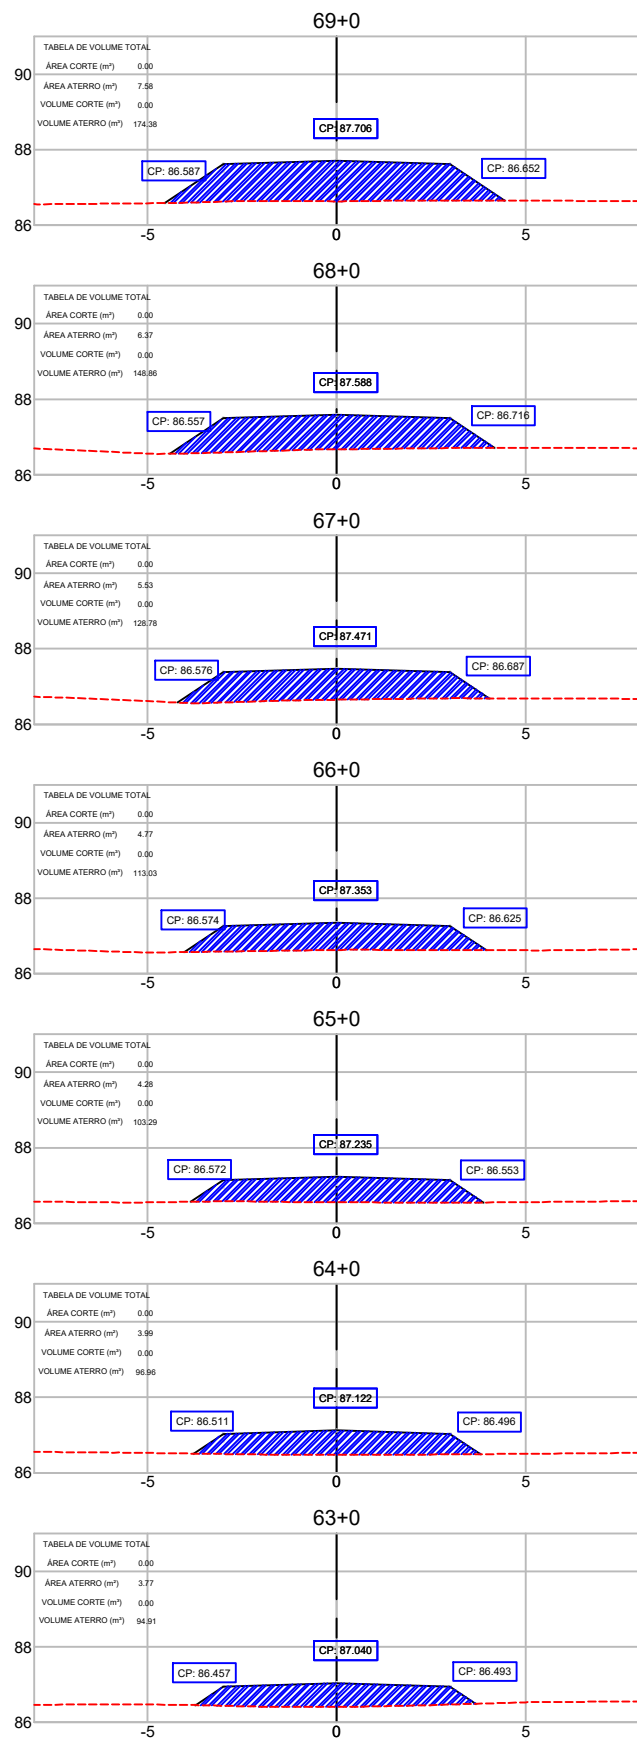 69+0
TABELA DE VOLUME TOTAL
ÁREA CORTE (m²) 0.00
90
ÁREA ATERRO (m²) 7.58
VOLUME CORTE (m³) 0.00
VOLUME ATERRO (m³) 174.38
CP: 87.706
88
CP: 86.587
CP: 86.652
86
-5 0 5
68+0
TABELA DE VOLUME TOTAL
ÁREA CORTE (m²) 0.00
90
ÁREA ATERRO (m²) 6.37
VOLUME CORTE (m³) 0.00
VOLUME ATERRO (m³) 148.86
CP: 87.588
88
CP: 86.557
CP: 86.716
86
-5 0 5
67+0
TABELA DE VOLUME TOTAL
ÁREA CORTE (m²) 0.00
90
ÁREA ATERRO (m²) 5.53
VOLUME CORTE (m³) 0.00
VOLUME ATERRO (m³) 128.78
CP: 87.471
88
CP: 86.576
CP: 86.687
86
-5 0 5
66+0
TABELA DE VOLUME TOTAL
ÁREA CORTE (m²) 0.00
90
ÁREA ATERRO (m²) 4.77
VOLUME CORTE (m³) 0.00
VOLUME ATERRO (m³) 113.03
CP: 87.353
88
CP: 86.574
CP: 86.625
86
-5 0 5
65+0
TABELA DE VOLUME TOTAL
ÁREA CORTE (m²) 0.00
90
ÁREA ATERRO (m²) 4.28
VOLUME CORTE (m³) 0.00
VOLUME ATERRO (m³) 103.29
CP: 87.235
88
CP: 86.572
CP: 86.553
86
-5 0 5
64+0
TABELA DE VOLUME TOTAL
ÁREA CORTE (m²) 0.00
90
ÁREA ATERRO (m²) 3.99
VOLUME CORTE (m³) 0.00
VOLUME ATERRO (m³) 96.96
CP: 87.122
88
CP: 86.511
CP: 86.496
86
-5 0 5
63+0
TABELA DE VOLUME TOTAL
ÁREA CORTE (m²) 0.00
90
ÁREA ATERRO (m²) 3.77
VOLUME CORTE (m³) 0.00
VOLUME ATERRO (m³) 94.91
CP: 87.040
88
CP: 86.457
CP: 86.493
86
-5 0 5